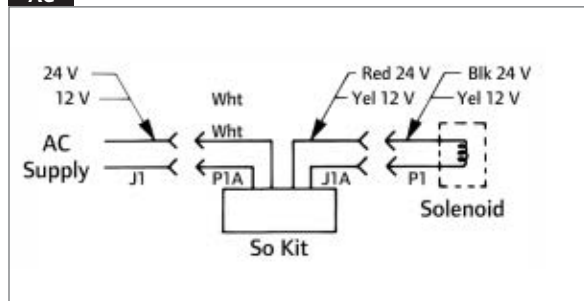 AC
24 V Red 24 V Blk 24 V
12 V Wht Yel 12 V Yel 12 V
AC Wht
Supply J1 P1A J1A P1
Solenoid
So Kit